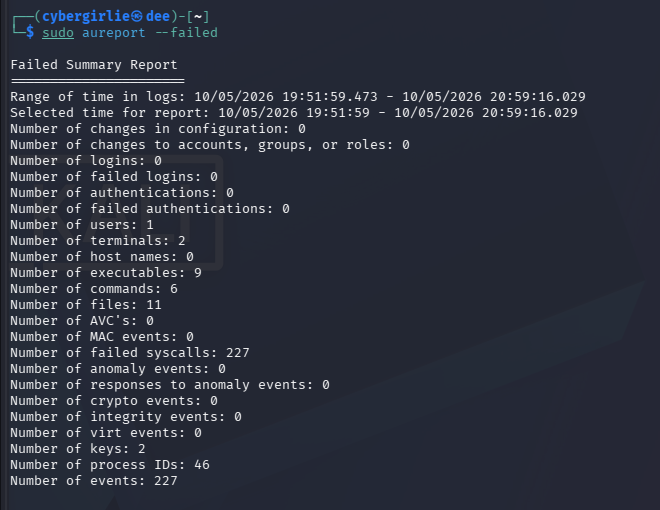 ┌──(cybergirlie㉿dee)-[~]
└─$ sudo aureport --failed

Failed Summary Report
======================
Range of time in logs: 10/05/2026 19:51:59.473 - 10/05/2026 20:59:16.029
Selected time for report: 10/05/2026 19:51:59 - 10/05/2026 20:59:16.029
Number of changes in configuration: 0
Number of changes to accounts, groups, or roles: 0
Number of logins: 0
Number of failed logins: 0
Number of authentications: 0
Number of failed authentications: 0
Number of users: 1
Number of terminals: 2
Number of host names: 0
Number of executables: 9
Number of commands: 6
Number of files: 11
Number of AVC's: 0
Number of MAC events: 0
Number of failed syscalls: 227
Number of anomaly events: 0
Number of responses to anomaly events: 0
Number of crypto events: 0
Number of integrity events: 0
Number of virt events: 0
Number of keys: 2
Number of process IDs: 46
Number of events: 227